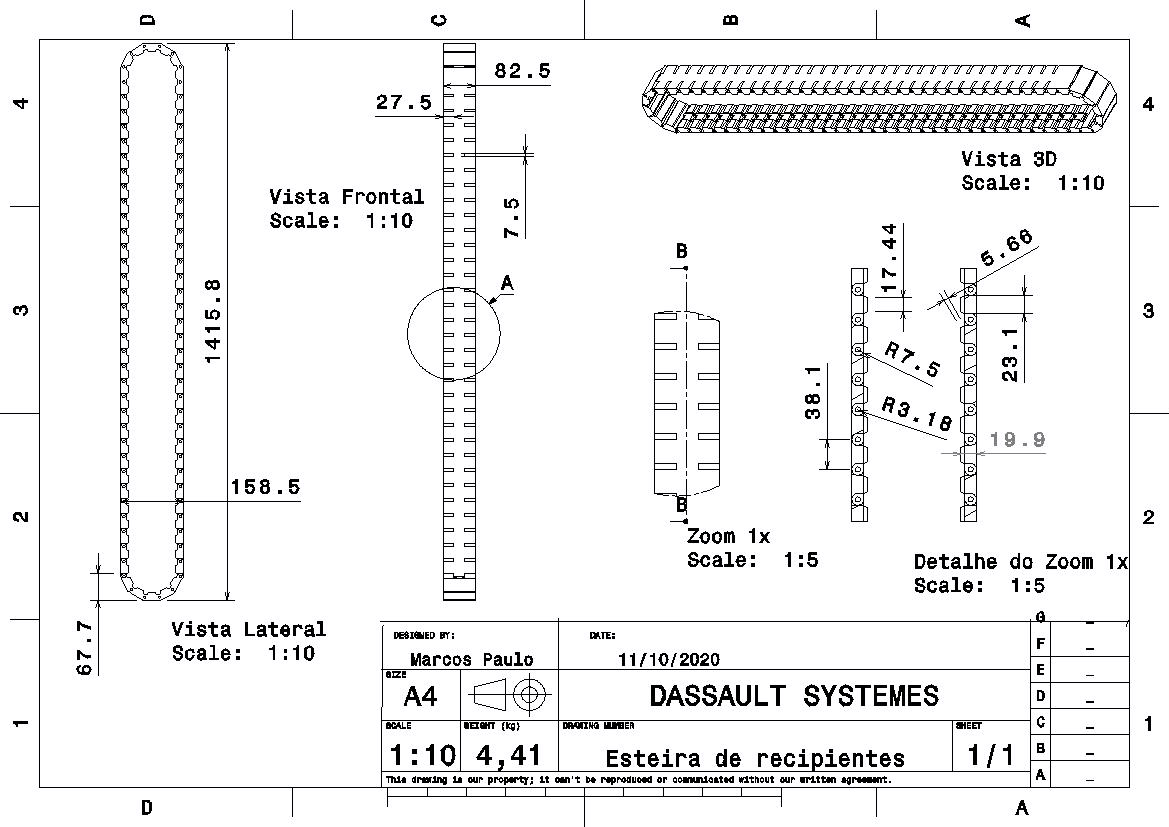 D
C
B
A
4
4
82.5
27.5
Vista 3D
Scale: 1:10
Vista Frontal
Scale: 1:10
7.5
B
17.44
5.66
A
3
3
1415.8
R7.5
23.1
38.1
R3.18
19.9
158.5
B
2
2
Zoom 1x
Scale: 1:5
Detalhe do Zoom 1x
Scale: 1:5
67.7
Vista Lateral
Scale: 1:10
G _
DESIGNED BY:
DATE:
Marcos Paulo
11/10/2020
F _
E _
SIZE
A4
DASSAULT SYSTEMES
D _
SCALE
WEIGHT (kg)
DRAWING NUMBER
SHEET
C _
1
1
1:10
4,41
Esteira de recipientes
1/1
B _
This drawing is our property; it can't be reproduced or communicated without our written agreement.
A _
D
A